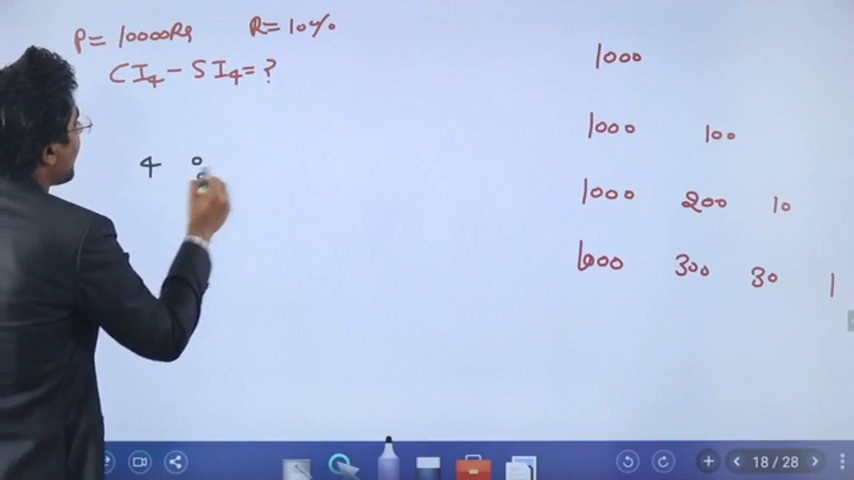 P= 10000Rs R= 10%
CI4 - SI4= ?
1000
1000 100
4 1000 200 10
1000 300 30 1
18 / 28